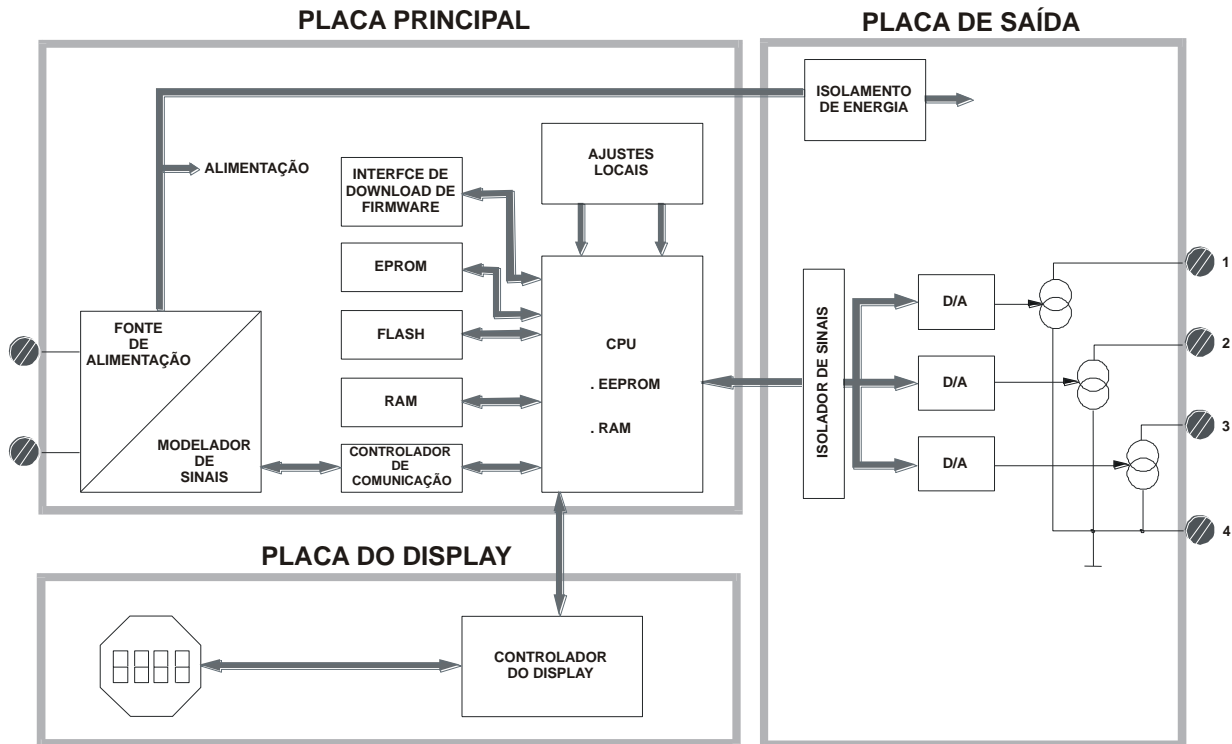 PLACA PRINCIPAL
PLACA DE SAÍDA
ISOLAMENTO
DE ENERGIA
ALIMENTAÇÃO
INTERFCE DE
DOWNLOAD DE
FIRMWARE
AJUSTES
LOCAIS
EPROM
FLASH
RAM
CONTROLADOR
DE
COMUNICAÇÃO
FONTE
DE
ALIMENTAÇÃO
MODELADOR
DE
SINAIS
CPU
. EEPROM
. RAM
ISOLADOR DE SINAIS
D/A
D/A
D/A
1
2
3
4
PLACA DO DISPLAY
CONTROLADOR
DO DISPLAY